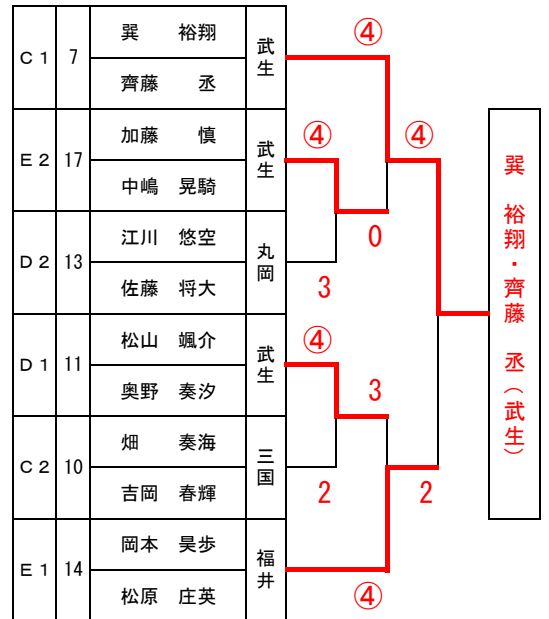 Ｃ１ 7 巽 裕翔 武生
齊藤 丞
④
Ｅ２ 17 加藤 慎 武生
中嶋 晃騎
④ ④
0
Ｄ２ 13 江川 悠空 丸岡
佐藤 将大
3
Ｄ１ 11 松山 颯介 武生
奥野 奏汐
④
3
Ｃ２ 10 畑 奏海 三国
吉岡 春輝
2 2
Ｅ１ 14 岡本 昊歩 福井
松原 庄英
④
巽 裕翔・齊藤 丞（武生）